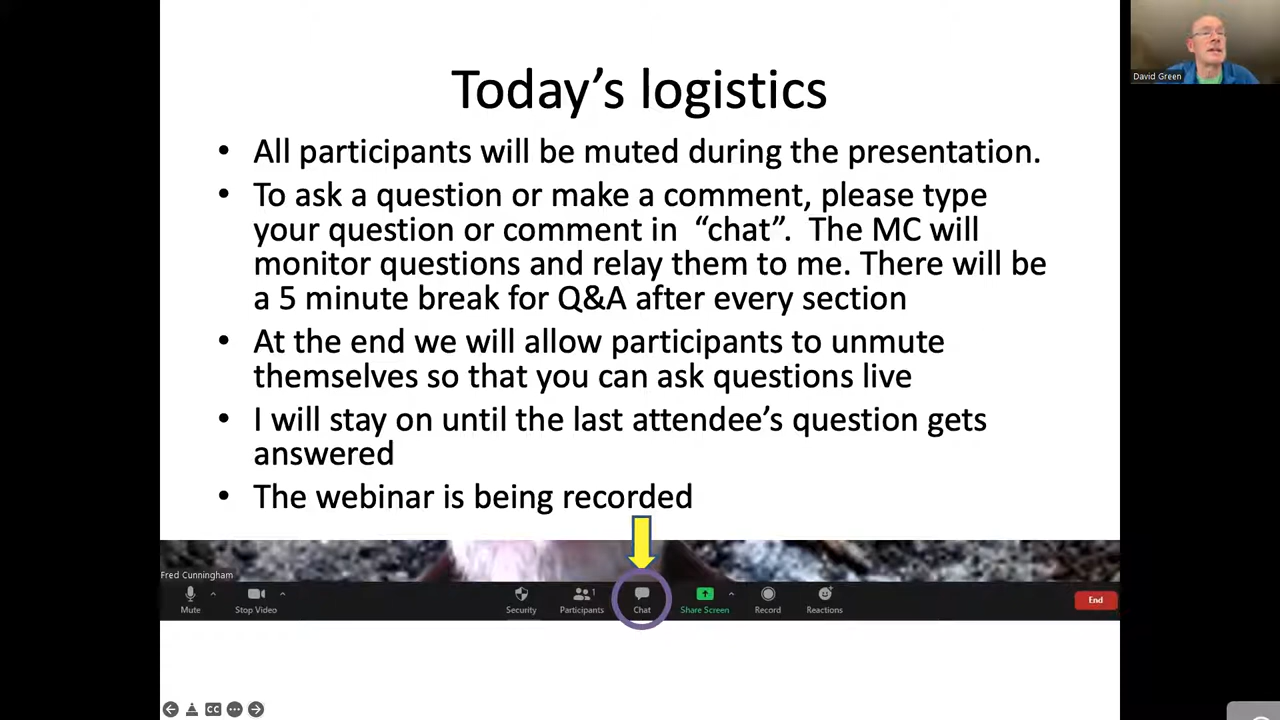 Today’s logistics
• All participants will be muted during the presentation.
• To ask a question or make a comment, please type
your question or comment in “chat”. The MC will
monitor questions and relay them to me. There will be
a 5 minute break for Q&A after every section
• At the end we will allow participants to unmute
themselves so that you can ask questions live
• I will stay on until the last attendee’s question gets
answered
• The webinar is being recorded
David Green
Fred Cunningham
Mute
Stop Video
Security
Participants 1
Chat
Share Screen
Record
Reactions
End
CC